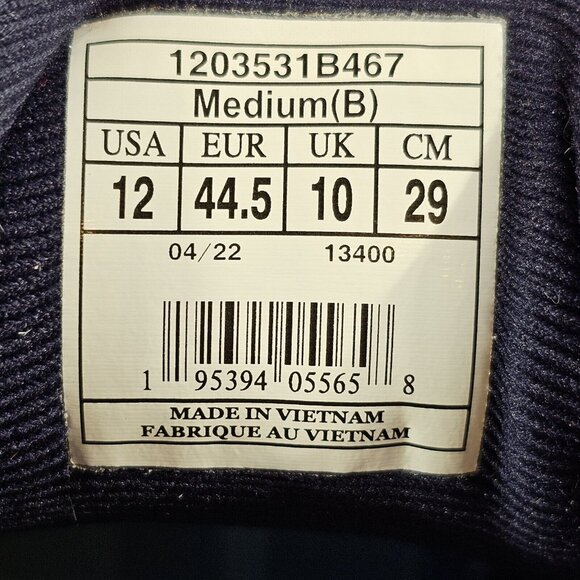 1203531B467
Medium(B)
USA EUR UK CM
12 44.5 10 29
04/22 13400
1 95394 05565 8
MADE IN VIETNAM
FABRIQUE AU VIETNAM